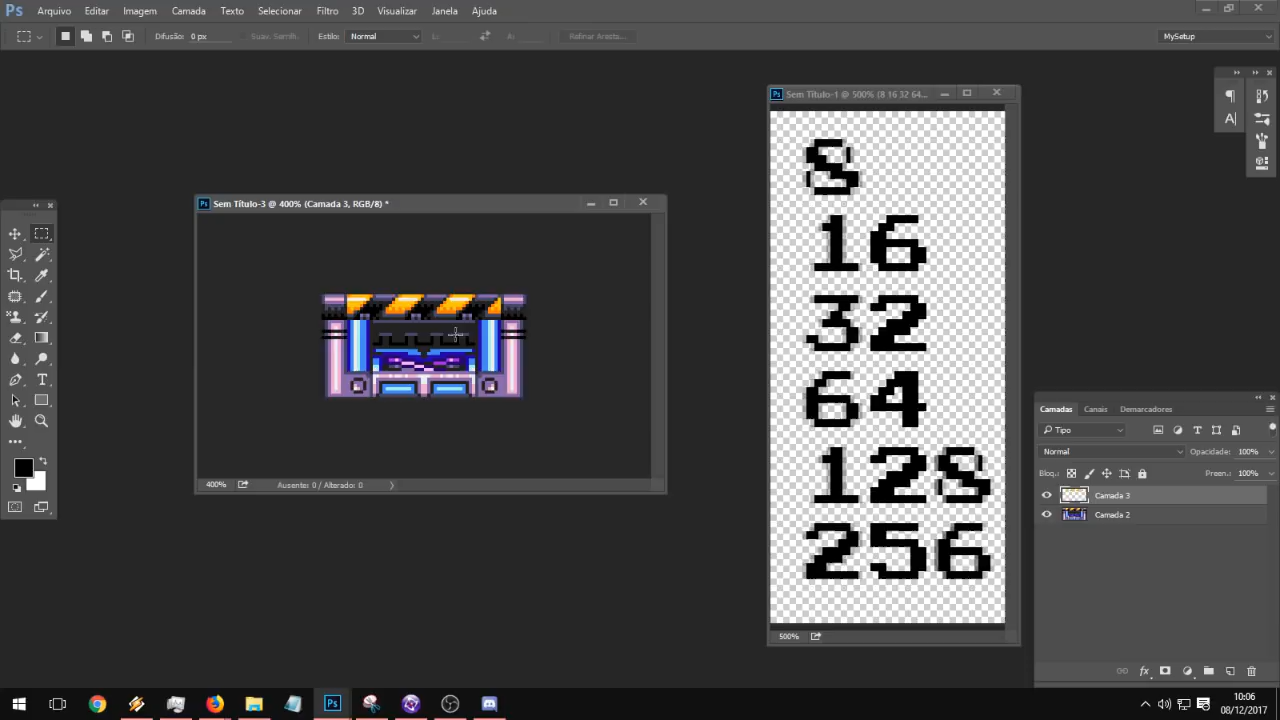 Ps Arquivo Editar Imagem Camada Texto Selecionar Filtro 3D Visualizar Janela Ajuda
Difusão: 0 px Suav. Serrilh. Estilo: Normal L: A: Refinar Aresta... MySetup
Sem Título-1 @ 500% (8 16 32 64...
8
16
32
64
128
256
500%
Sem Título-3 @ 400% (Camada 3, RGB/8) *
400% Ausente: 0 / Alterado: 0
Camadas Canais Demarcadores
Tipo
Normal Opacidade: 100%
Bloq.: Preen.: 100%
Camada 3
Camada 2
10:06
08/12/2017